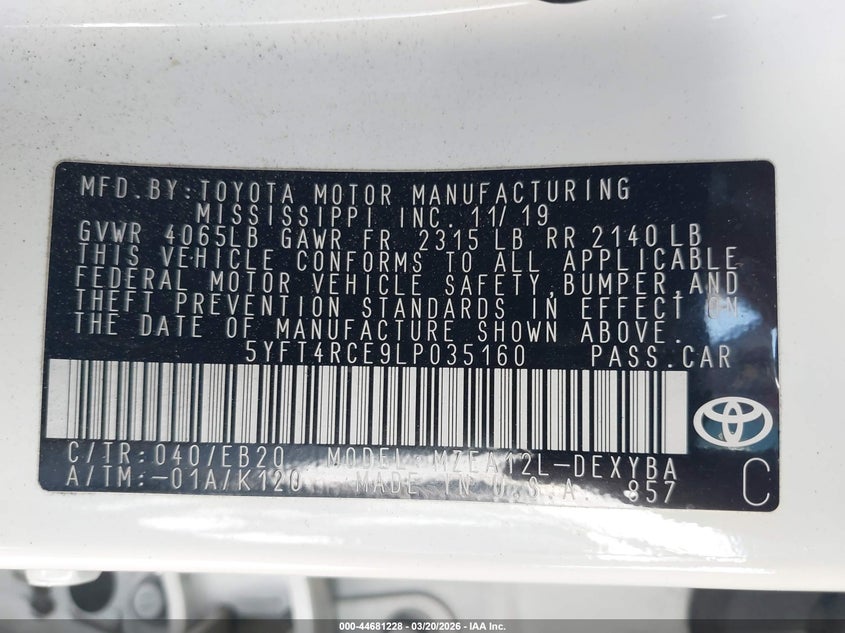 MFD.BY:TOYOTA MOTOR MANUFACTURING
MISSISSIPPI INC. 11/19
GVWR 4065LB GAWR FR 2315 LB RR 2140 LB
THIS VEHICLE CONFORMS TO ALL APPLICABLE
FEDERAL MOTOR VEHICLE SAFETY,BUMPER,AND
THEFT PREVENTION STANDARDS IN EFFECT ON
THE DATE OF MANUFACTURE SHOWN ABOVE.
5YFT4RCE9LP035160 PASS.CAR
C/TR:040/EB20 MODEL:MZEA12L-DEXYBA
A/TM:-01A/K120 MADE IN U.S.A. 857
C
000-44681228 — 03/20/2026 — IAA Inc.